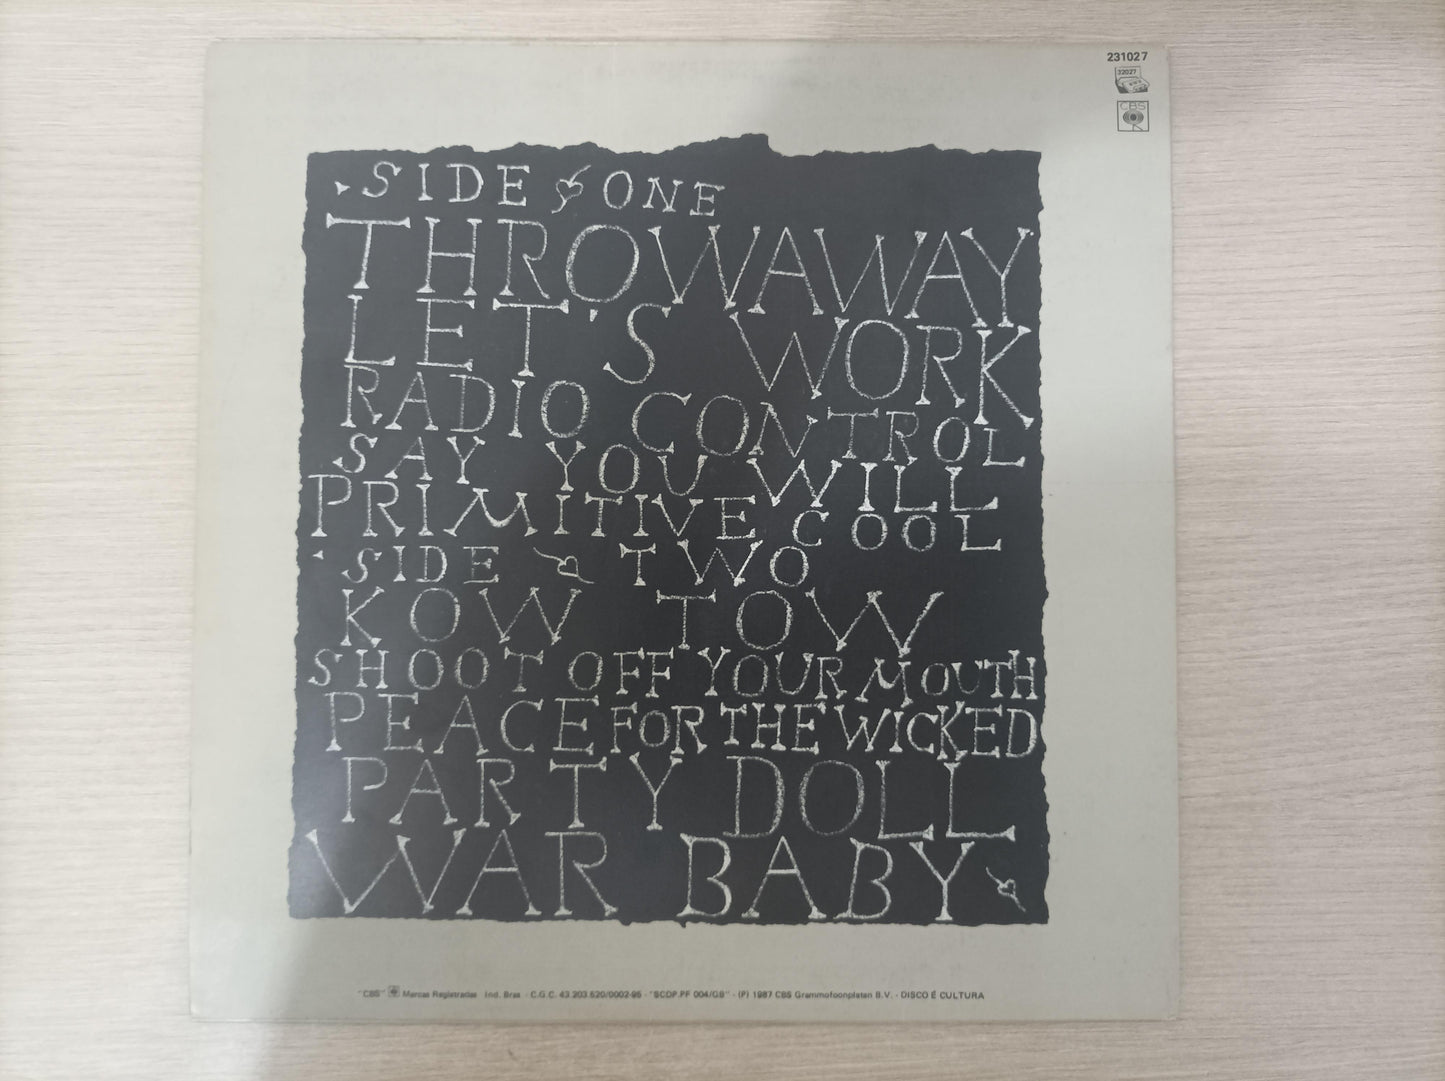 231027
32027
CBS
SIDE ONE
THROWAWAY
LET'S WORK
RADIO CONTROL
SAY YOU WILL
PRIMITIVE COOL
SIDE TWO
KOW TOW
SHOOT OFF YOUR MOUTH
PEACE FOR THE WICKED
PARTY DOLL
WAR BABY
"CBS" Marcas Registradas Ind. Bras - C.G.C. 43.203.520/0002-95 - "SCDP.PF 004/GB" - (P) 1987 CBS Grammofoonplaten B.V. - DISCO É CULTURA